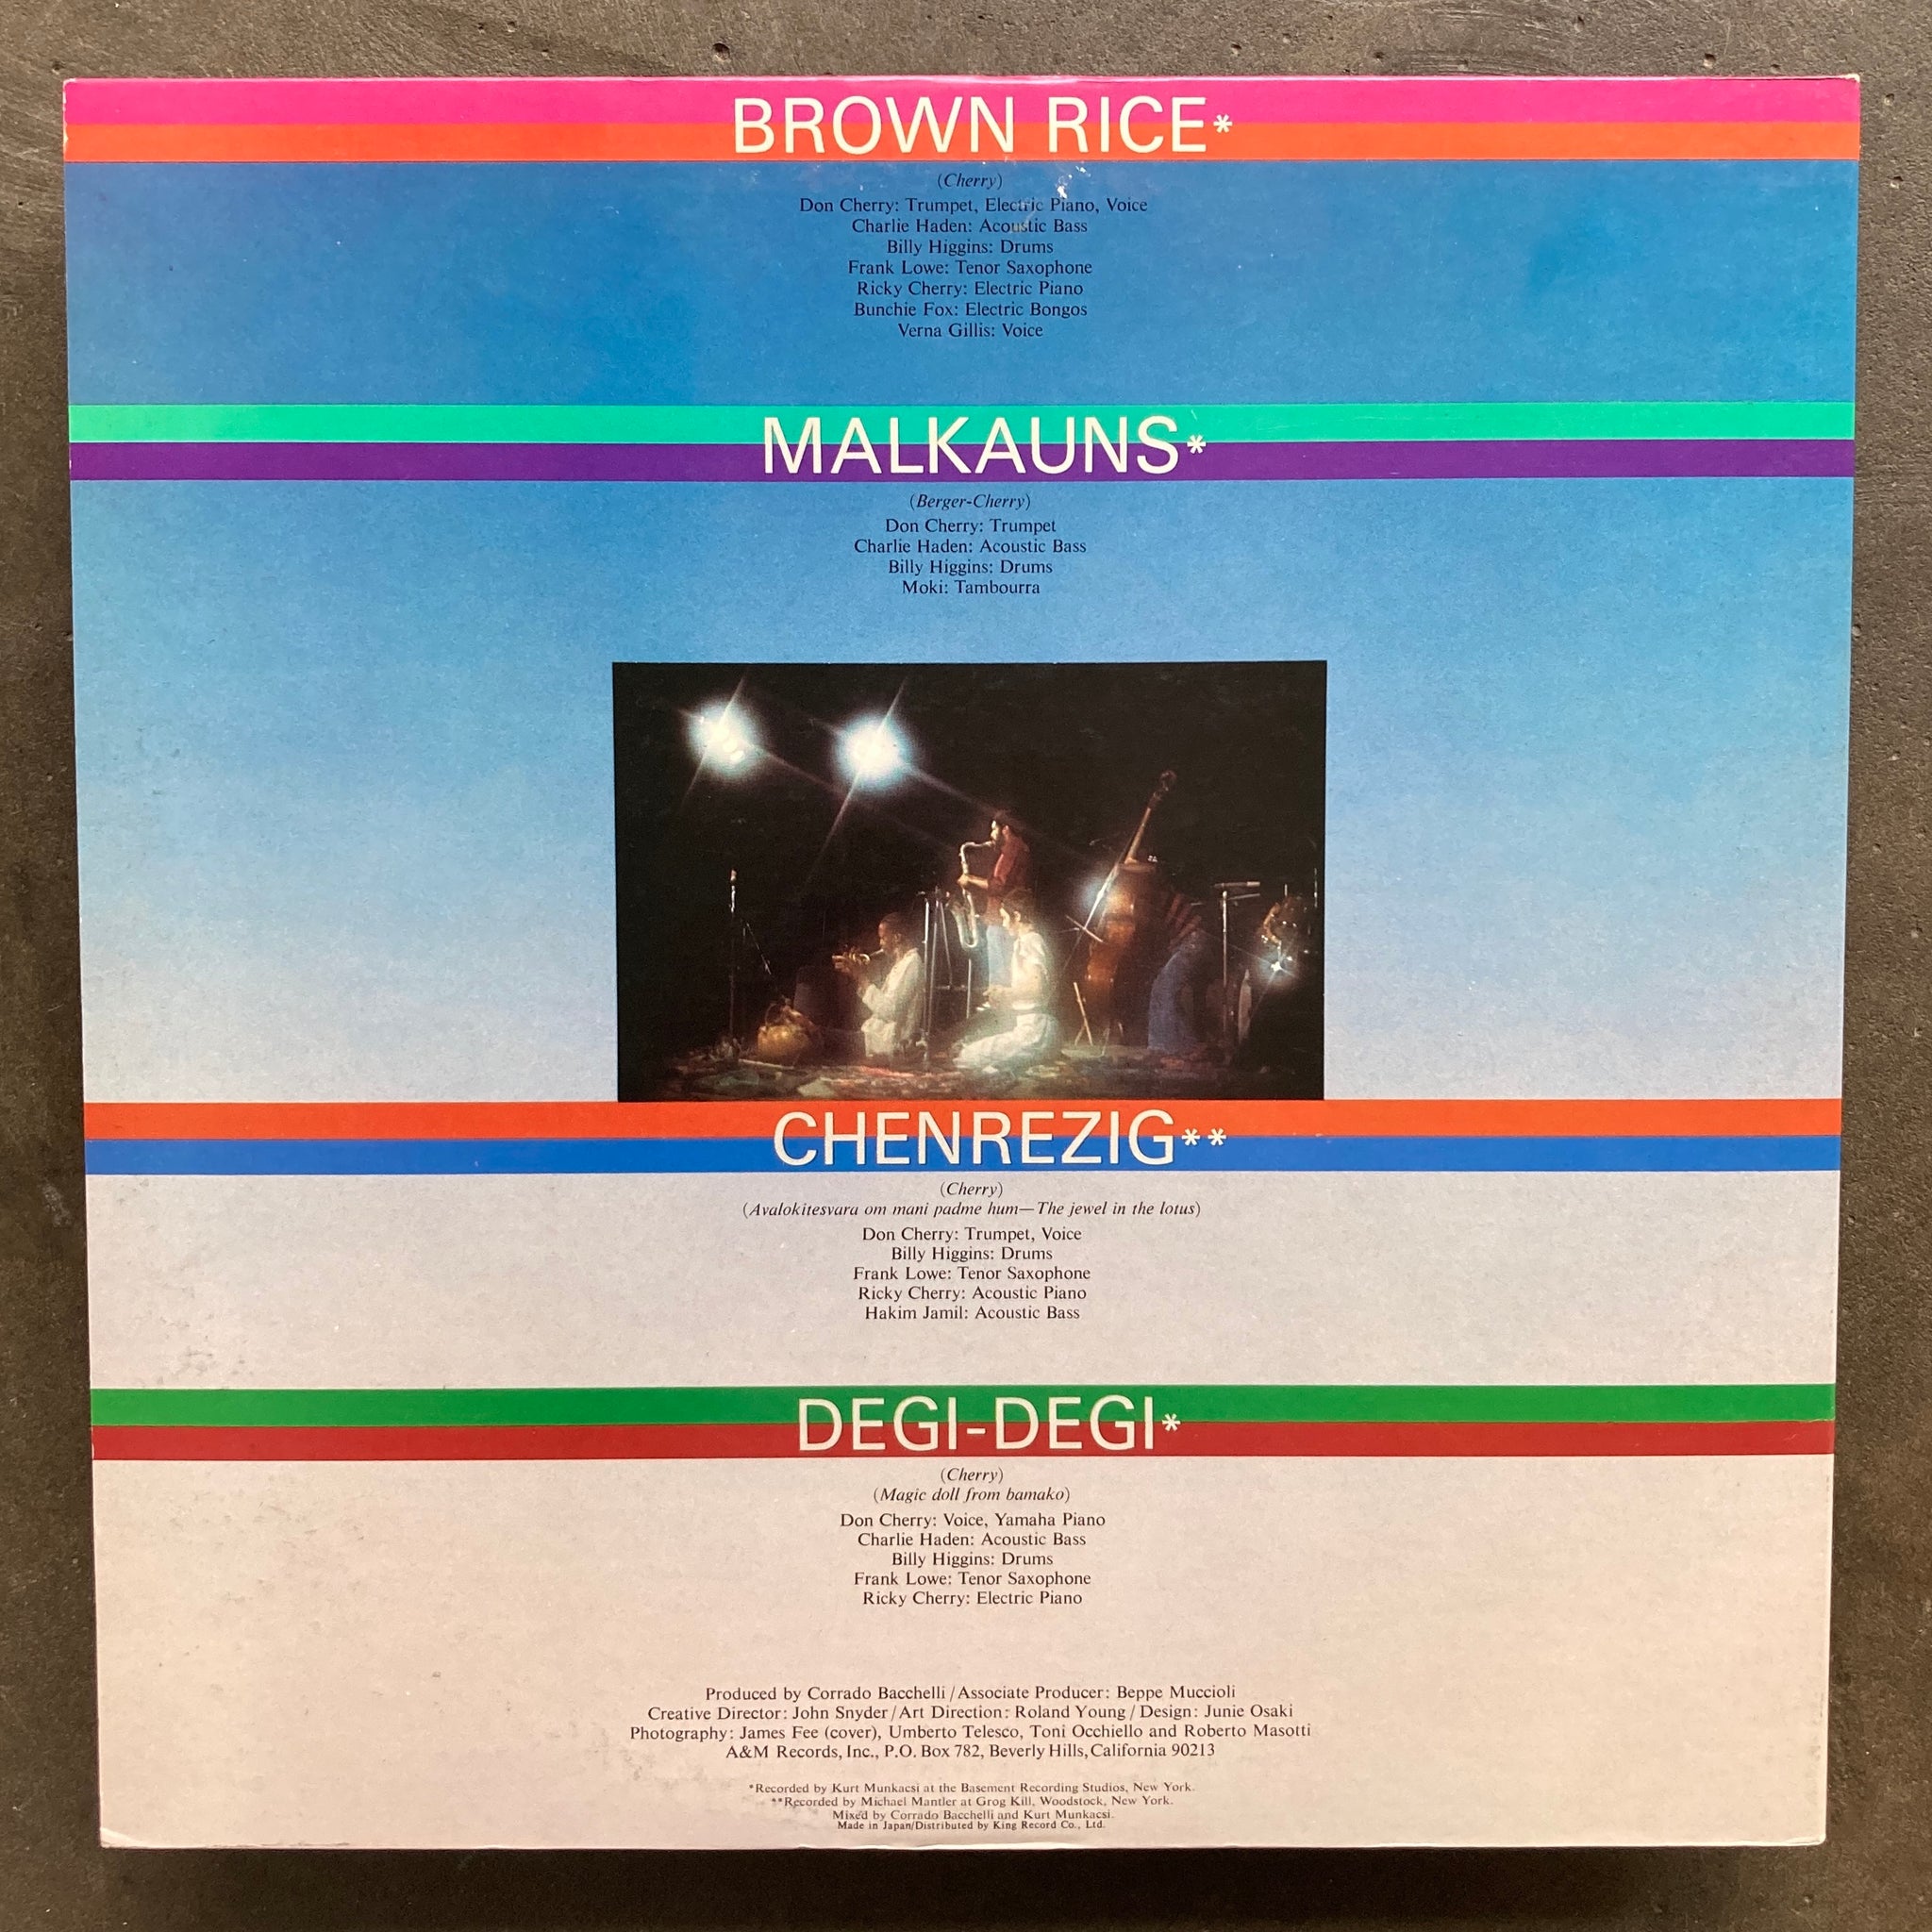 BROWN RICE*
(Cherry)
Don Cherry: Trumpet, Electric Piano, Voice
Charlie Haden: Acoustic Bass
Billy Higgins: Drums
Frank Lowe: Tenor Saxophone
Ricky Cherry: Electric Piano
Bunchie Fox: Electric Bongos
Verna Gillis: Voice
MALKAUNS*
(Berger-Cherry)
Don Cherry: Trumpet
Charlie Haden: Acoustic Bass
Billy Higgins: Drums
Moki: Tambourra
CHENREZIG**
(Cherry)
(Avalokitesvara om mani padme hum—The jewel in the lotus)
Don Cherry: Trumpet, Voice
Billy Higgins: Drums
Frank Lowe: Tenor Saxophone
Ricky Cherry: Acoustic Piano
Hakim Jamil: Acoustic Bass
DEGI-DEGI*
(Cherry)
(Magic doll from bamako)
Don Cherry: Voice, Yamaha Piano
Charlie Haden: Acoustic Bass
Billy Higgins: Drums
Frank Lowe: Tenor Saxophone
Ricky Cherry: Electric Piano
Produced by Corrado Bacchelli / Associate Producer: Beppe Muccioli
Creative Director: John Snyder / Art Direction: Roland Young / Design: Junie Osaki
Photography: James Fee (cover), Umberto Telesco, Toni Occhiello and Roberto Masotti
A&M Records, Inc., P.O. Box 782, Beverly Hills, California 90213
*Recorded by Kurt Munkacsi at the Basement Recording Studios, New York.
**Recorded by Michael Mantler at Grog Kill, Woodstock, New York.
Mixed by Corrado Bacchelli and Kurt Munkacsi.
Made in Japan/Distributed by King Record Co., Ltd.